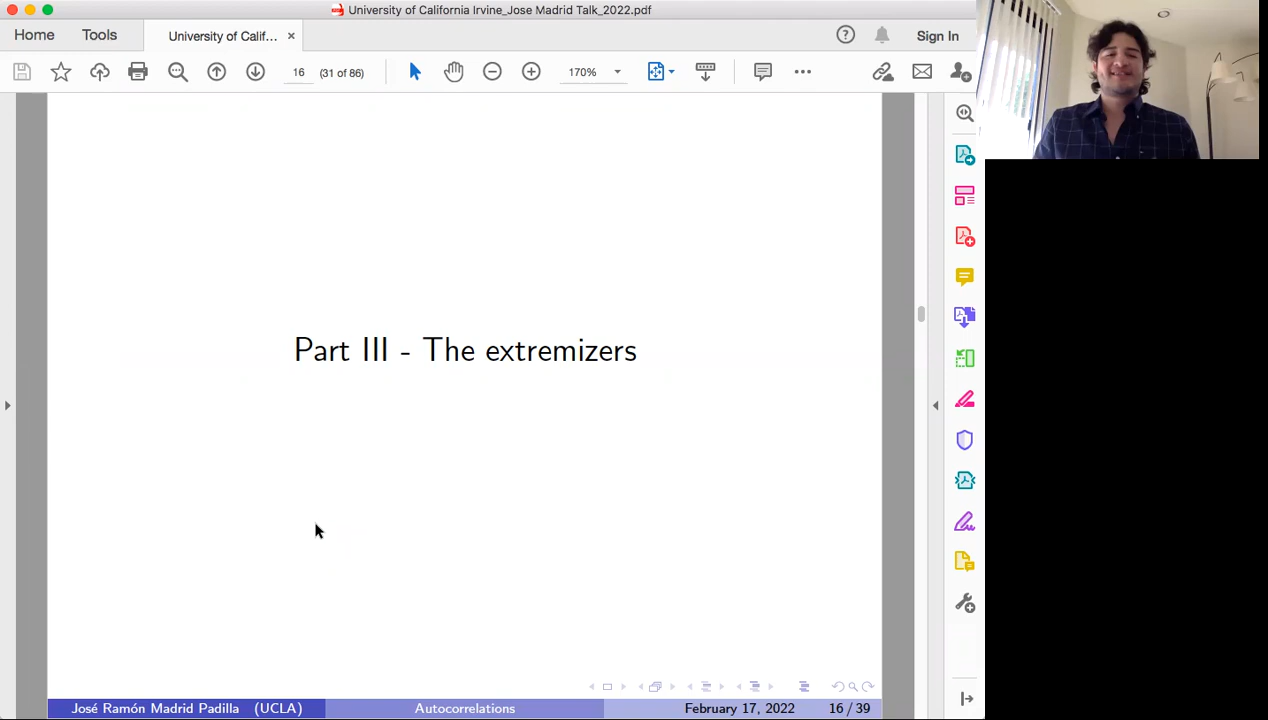 University of California Irvine_Jose Madrid Talk_2022.pdf
Home Tools University of Calif... × Sign In
16 (31 of 86) 170%
Part III - The extremizers
José Ramón Madrid Padilla (UCLA) Autocorrelations February 17, 2022 16 / 39